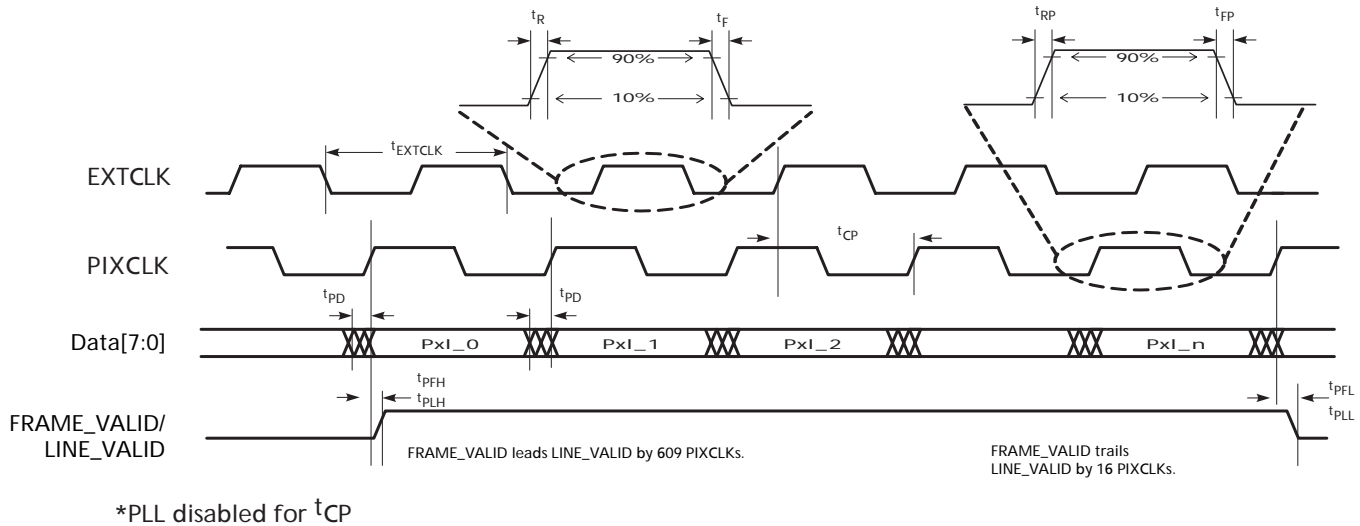 tR tF tRP tFP
90% 90%
10% 10%
tEXTCLK
EXTCLK
tCP
PIXCLK
tPD tPD
Data[7:0] Pxl_0 Pxl_1 Pxl_2 Pxl_n
tPFH tPFL
tPLH tPLL
FRAME_VALID/
LINE_VALID
FRAME_VALID leads LINE_VALID by 609 PIXCLKs.
FRAME_VALID trails
LINE_VALID by 16 PIXCLKs.
*PLL disabled for tCP